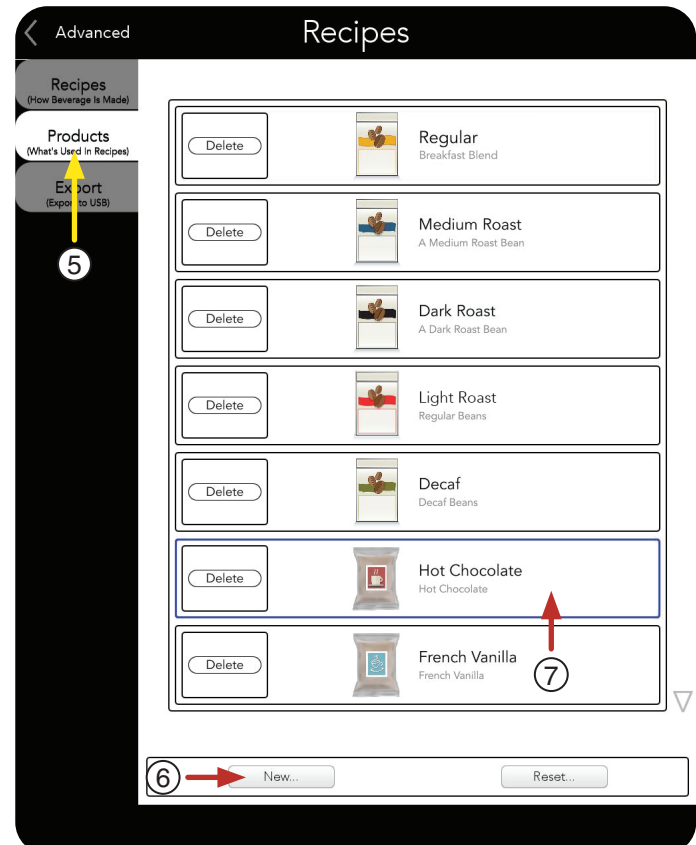 Advanced
Recipes
Recipes
(How Beverage Is Made)
Products
(What's Used In Recipes)
Export
(Export to USB)
5
Delete
Regular
Breakfast Blend
Delete
Medium Roast
A Medium Roast Bean
Delete
Dark Roast
A Dark Roast Bean
Delete
Light Roast
Regular Beans
Delete
Decaf
Decaf Beans
Delete
Hot Chocolate
Hot Chocolate
Delete
French Vanilla
French Vanilla
7
6
New...
Reset...